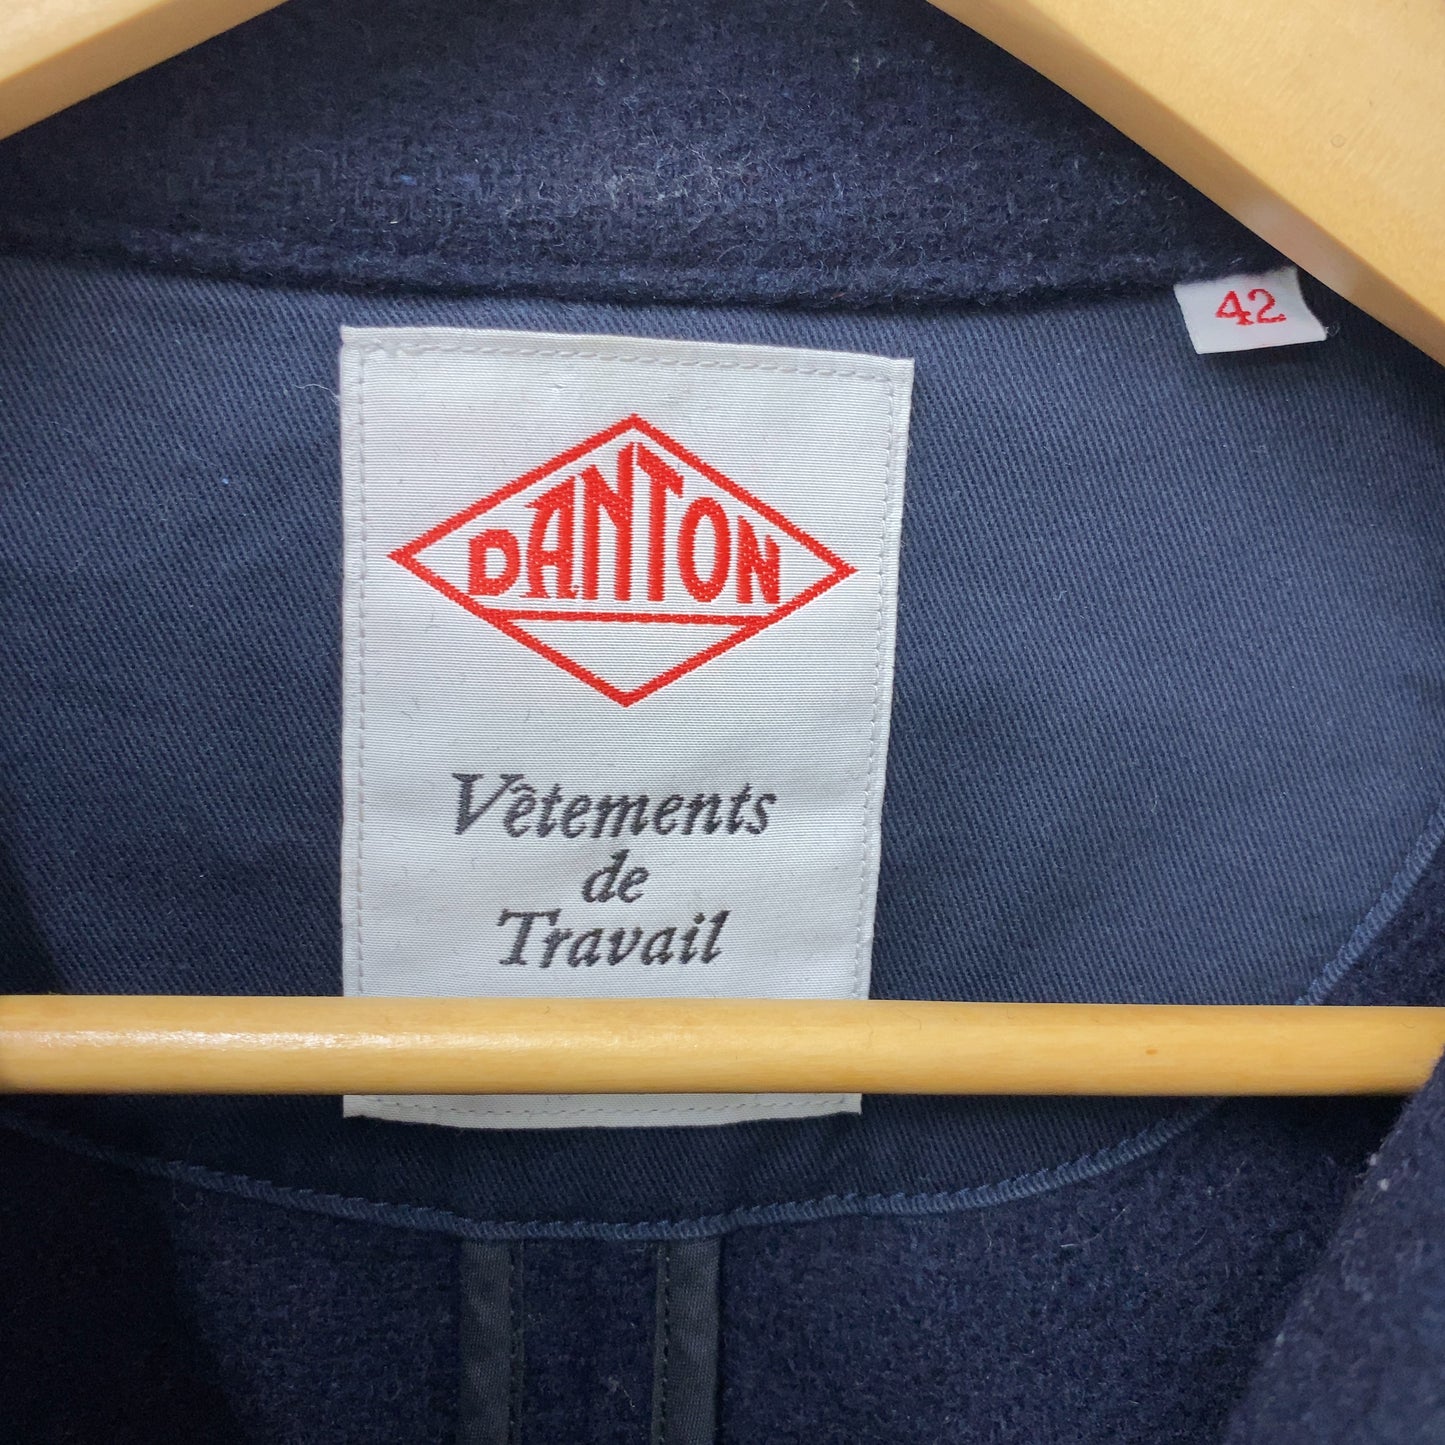 42
DANTON
Vêtements
de
Travail